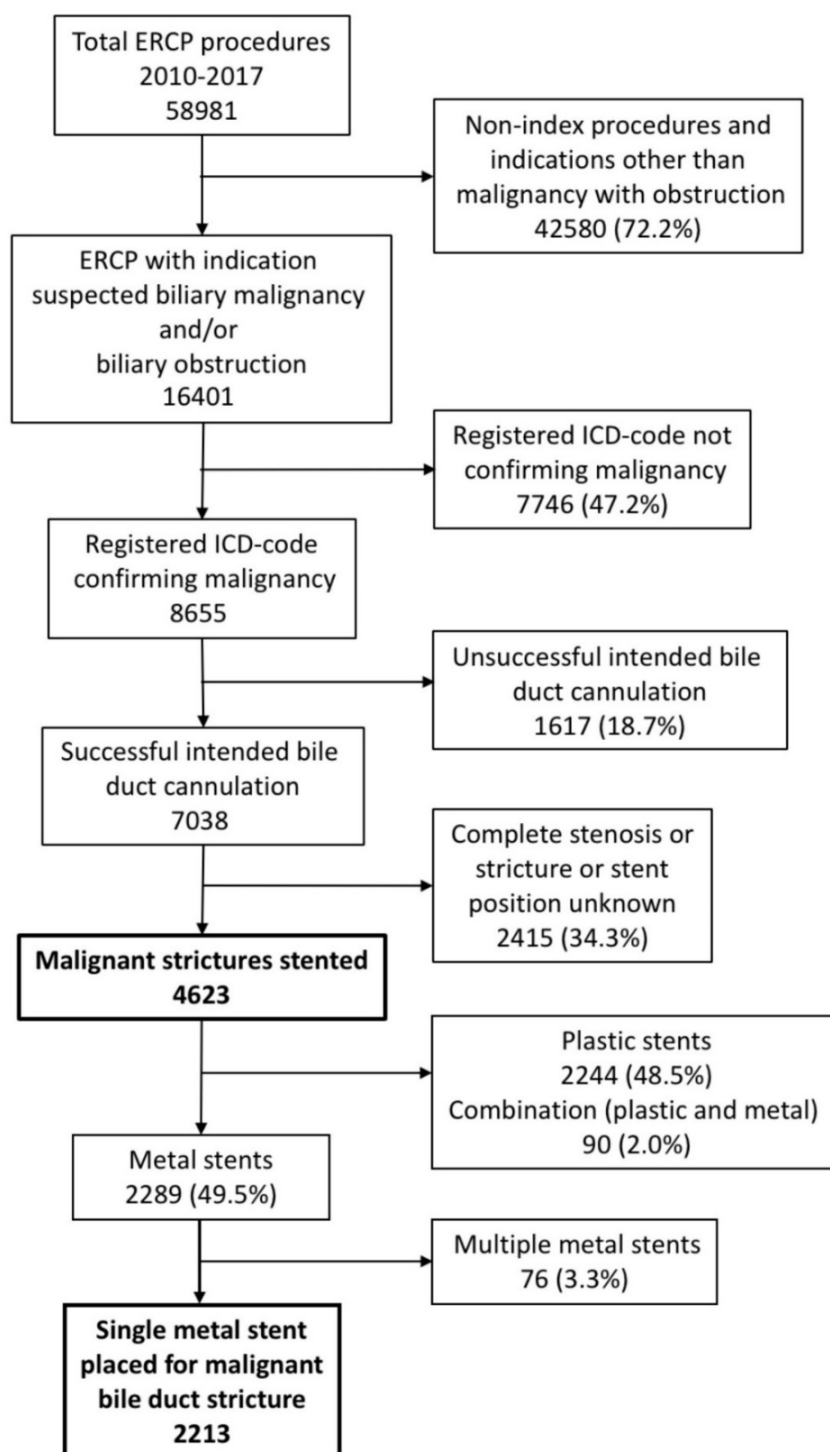 Total ERCP procedures
2010-2017
58981
Non-index procedures and
indications other than
malignancy with obstruction
42580 (72.2%)
ERCP with indication
suspected biliary malignancy
and/or
biliary obstruction
16401
Registered ICD-code not
confirming malignancy
7746 (47.2%)
Registered ICD-code
confirming malignancy
8655
Unsuccessful intended bile
duct cannulation
1617 (18.7%)
Successful intended bile
duct cannulation
7038
Complete stenosis or
stricture or stent
position unknown
2415 (34.3%)
Malignant strictures stented
4623
Plastic stents
2244 (48.5%)
Combination (plastic and metal)
90 (2.0%)
Metal stents
2289 (49.5%)
Multiple metal stents
76 (3.3%)
Single metal stent
placed for malignant
bile duct stricture
2213